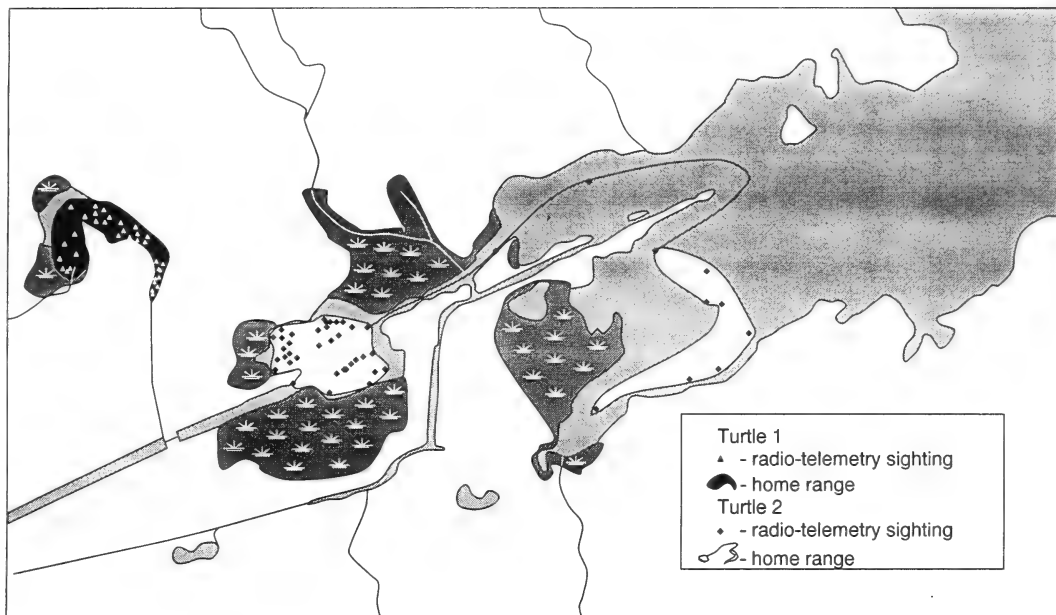 Turtle 1
- radio-telemetry sighting
- home range
Turtle 2
- radio-telemetry sighting
- home range